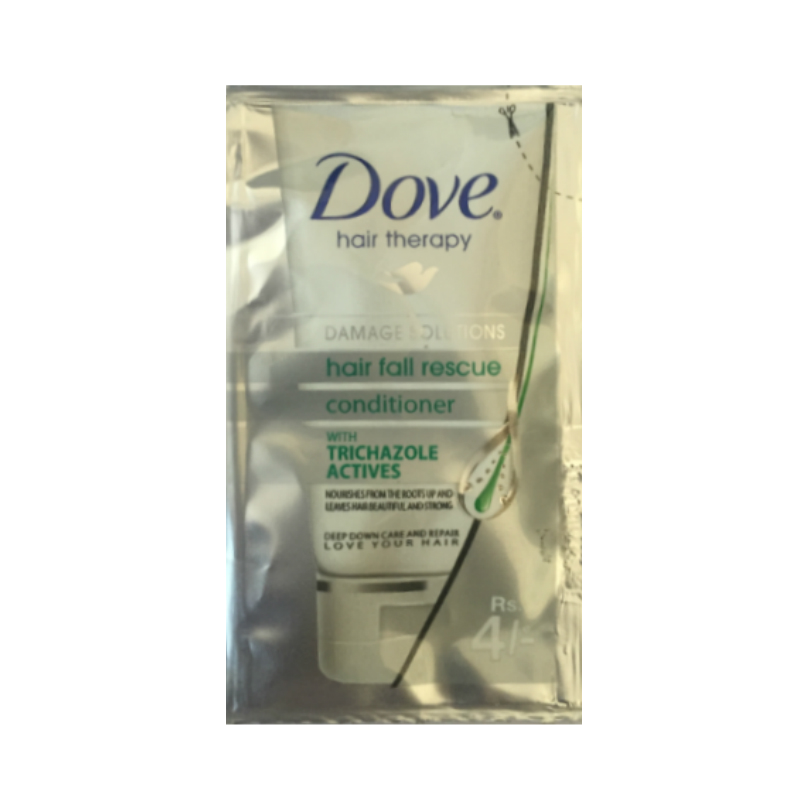 Dove®
hair therapy
DAMAGE SOLUTIONS
hair fall rescue
conditioner
WITH
TRICHAZOLE
ACTIVES
NOURISHES FROM THE ROOTS UP AND
LEAVES HAIR BEAUTIFUL AND STRONG
DEEP DOWN CARE AND REPAIR
LOVE YOUR HAIR
Rs.
4/-